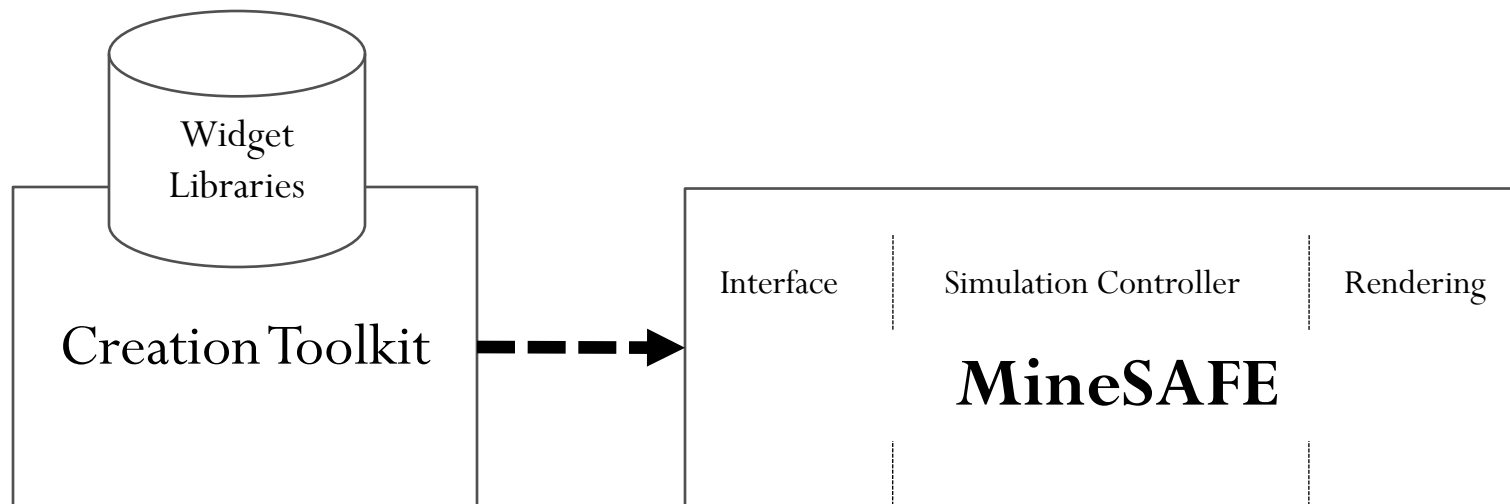 Widget
Libraries
Creation Toolkit
Interface
Simulation Controller
Rendering
MineSAFE